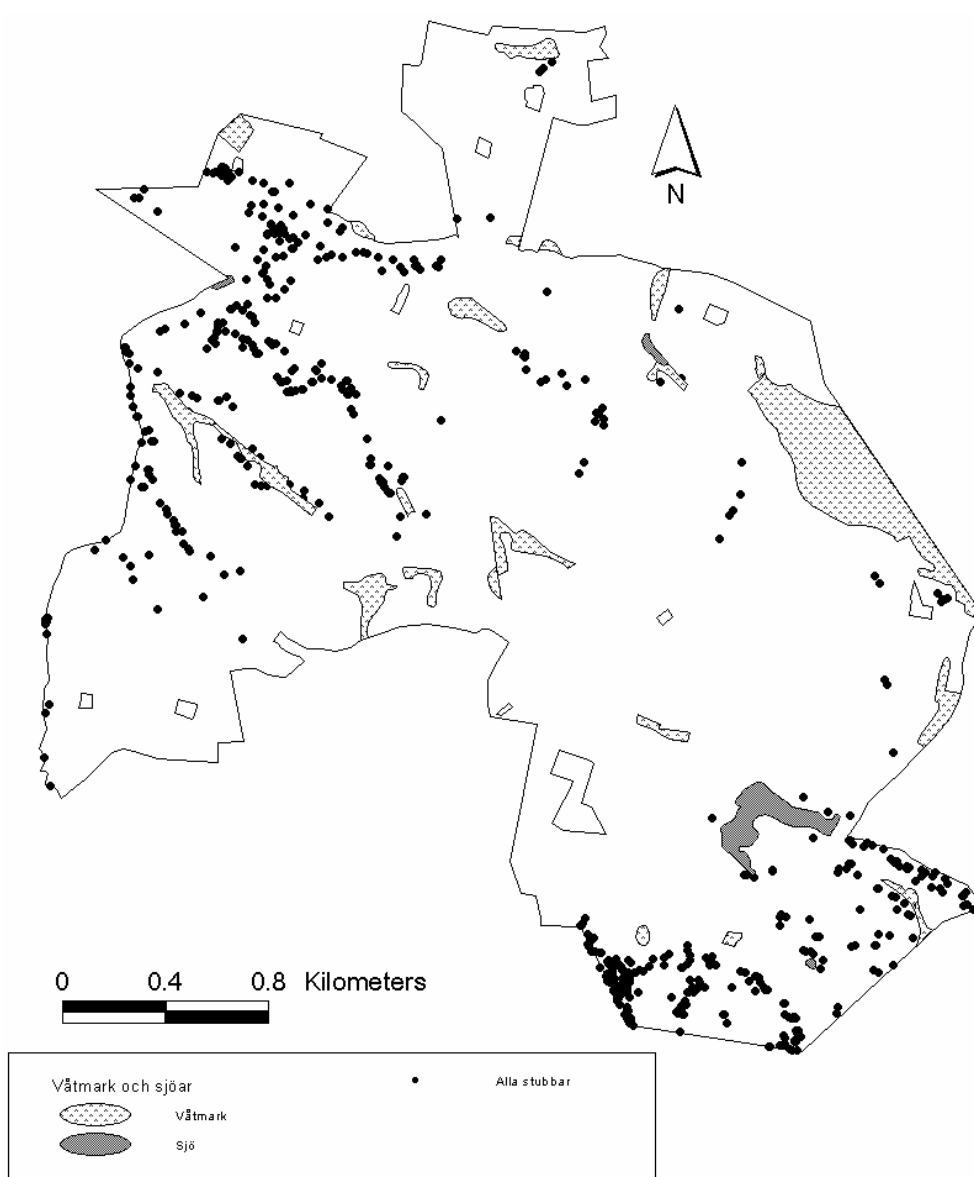 N
0 0.4 0.8 Kilometers
Våtmark och sjöar
Alla stubbar
Våtmark
Sjö